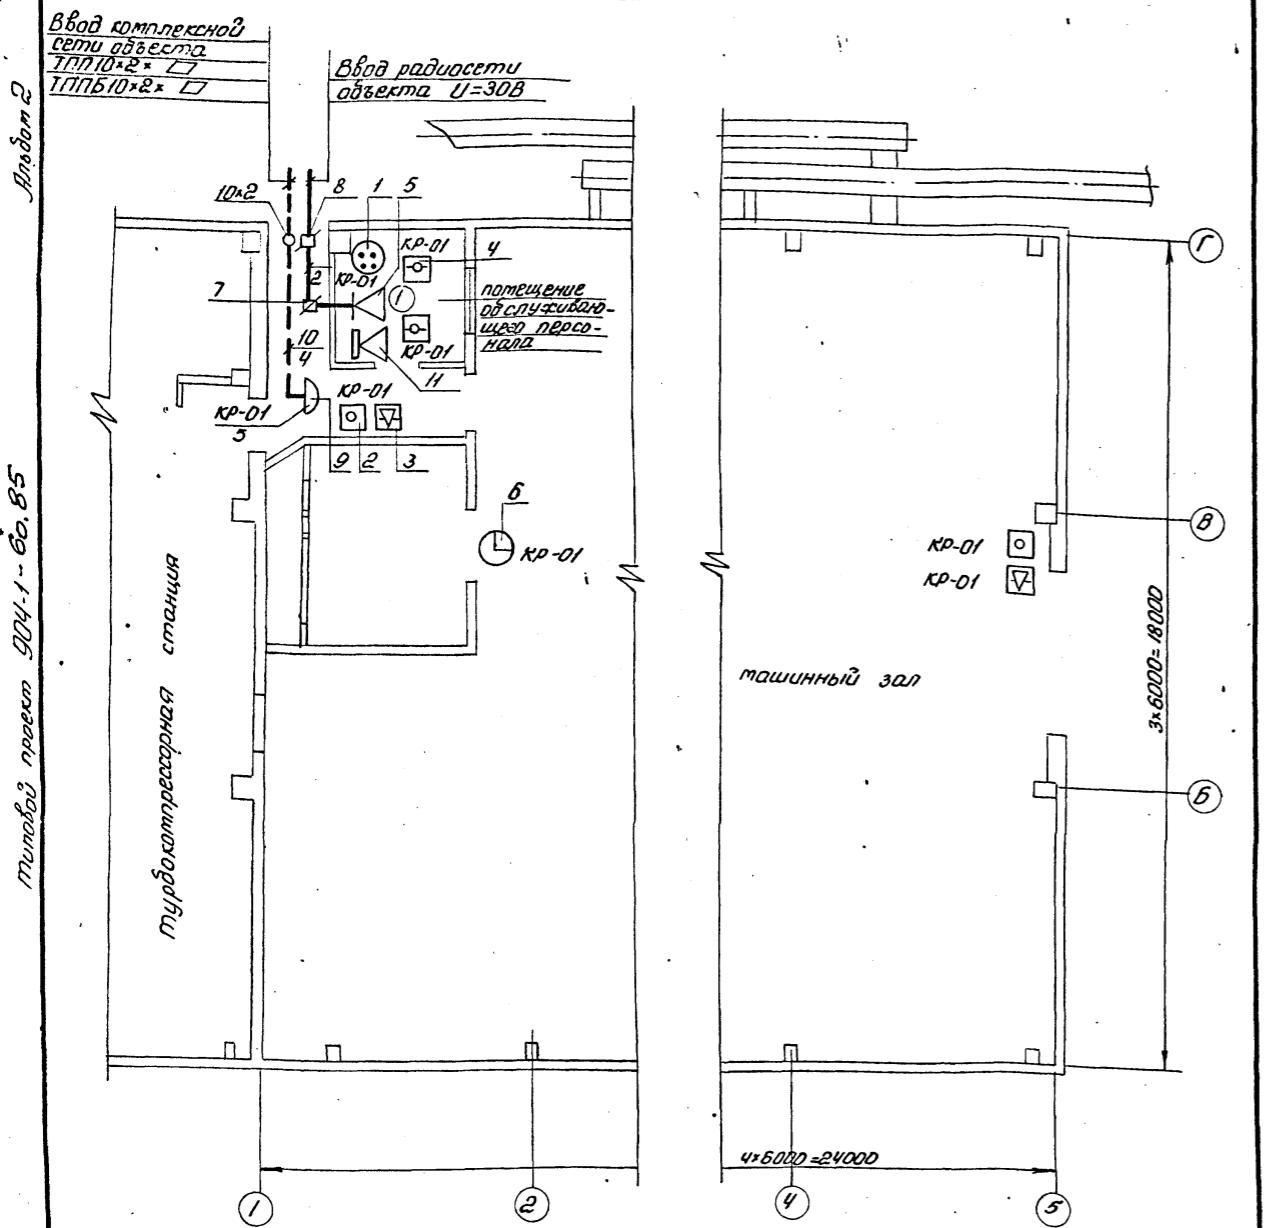 Ввод комплексной
сети объекта
ТПП10×2×
ТППБ10×2×
Ввод радиосети
объекта U=30В
Альбом 2
10×2
8
1
5
КР-01
4
2
КР-01
7
1
помещение
обслуживаю-
щего персо-
нала
10
4
КР-01
11
КР-01
КР-01
5
9
2
3
6
КР-01
КР-01
КР-01
Г
В
Б
3×6000=18000
машинный зал
турбокомпрессорная станция
типовой проект 904-1-60.85
4×6000=24000
1
2
4
5